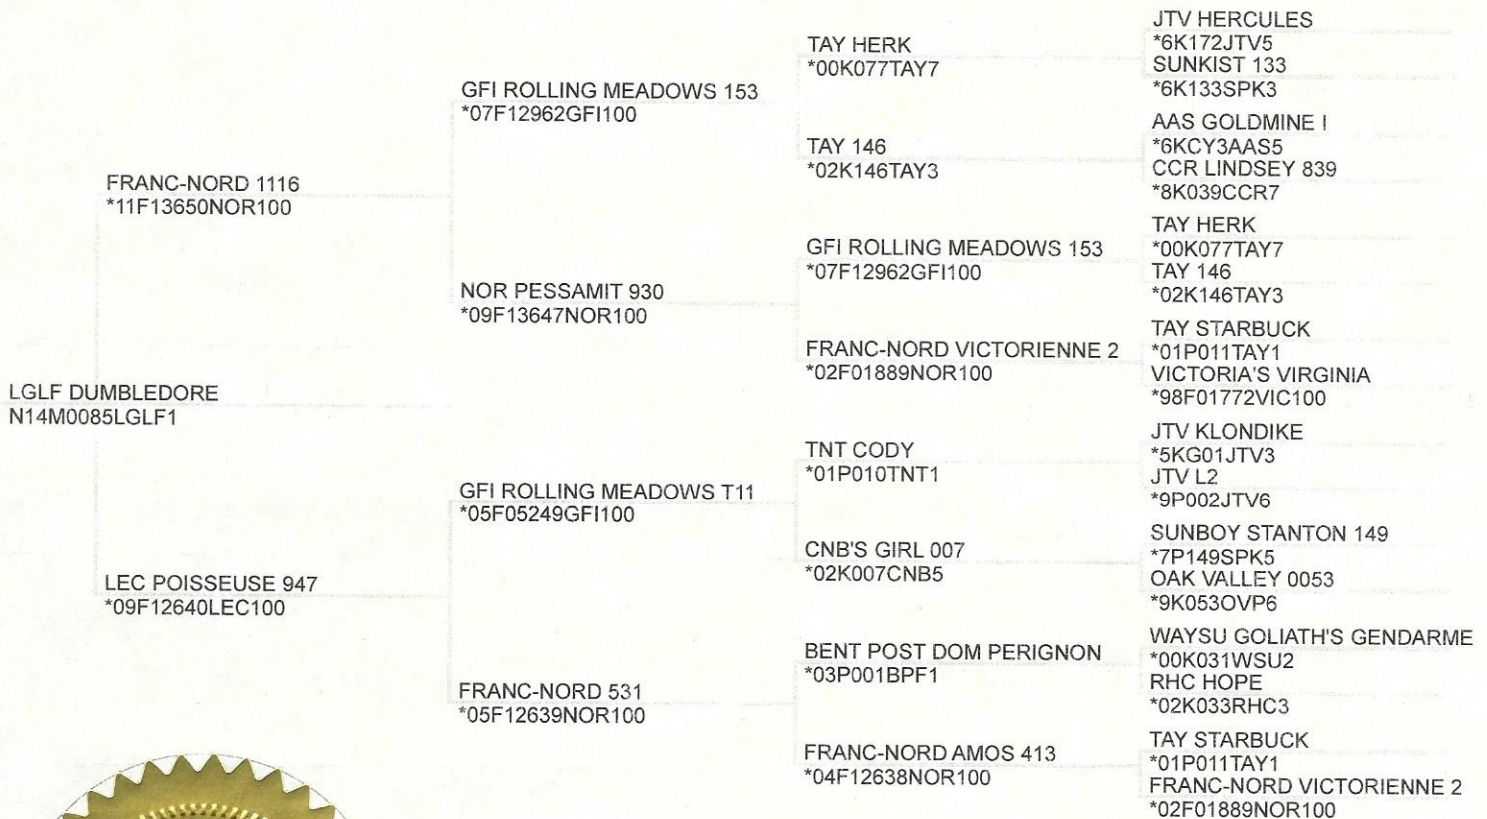 LGLF DUMBLEDORE
N14M0085LGLF1
FRANC-NORD 1116
*11F13650NOR100
LEC POISSEUSE 947
*09F12640LEC100
GFI ROLLING MEADOWS 153
*07F12962GFI100
NOR PESSAMIT 930
*09F13647NOR100
GFI ROLLING MEADOWS T11
*05F05249GFI100
FRANC-NORD 531
*05F12639NOR100
TAY HERK
*00K077TAY7
TAY 146
*02K146TAY3
GFI ROLLING MEADOWS 153
*07F12962GFI100
FRANC-NORD VICTORIENNE 2
*02F01889NOR100
TNT CODY
*01P010TNT1
CNB'S GIRL 007
*02K007CNB5
BENT POST DOM PERIGNON
*03P001BPF1
FRANC-NORD AMOS 413
*04F12638NOR100
JTV HERCULES
*6K172JTV5
SUNKIST 133
*6K133SPK3
AAS GOLDMINE I
*6KCY3AAS5
CCR LINDSEY 839
*8K039CCR7
TAY HERK
*00K077TAY7
TAY 146
*02K146TAY3
TAY STARBUCK
*01P011TAY1
VICTORIA'S VIRGINIA
*98F01772VIC100
JTV KLONDIKE
*5KG01JTV3
JTV L2
*9P002JTV6
SUNBOY STANTON 149
*7P149SPK5
OAK VALLEY 0053
*9K053OVP6
WAYSU GOLIATH'S GENDARME
*00K031WSU2
RHC HOPE
*02K033RHC3
TAY STARBUCK
*01P011TAY1
FRANC-NORD VICTORIENNE 2
*02F01889NOR100